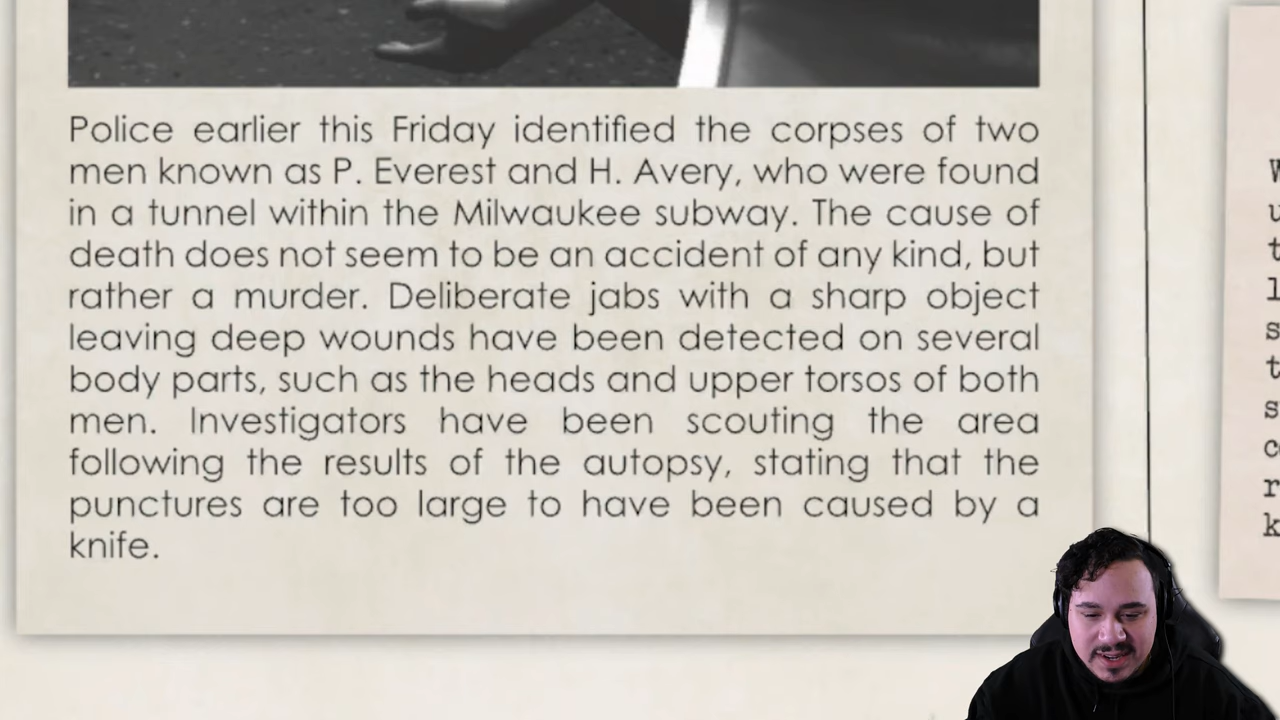 Police earlier this Friday identified the corpses of two
men known as P. Everest and H. Avery, who were found
in a tunnel within the Milwaukee subway. The cause of
death does not seem to be an accident of any kind, but
rather a murder. Deliberate jabs with a sharp object
leaving deep wounds have been detected on several
body parts, such as the heads and upper torsos of both
men. Investigators have been scouting the area
following the results of the autopsy, stating that the
punctures are too large to have been caused by a
knife.